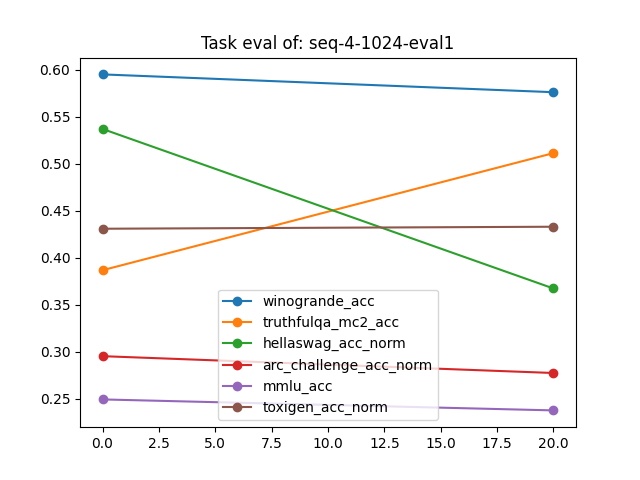 Task eval of: seq-4-1024-eval1
0.60
0.55
0.50
0.45
0.40
0.35
0.30
0.25
winogrande_acc
truthfulqa_mc2_acc
hellaswag_acc_norm
arc_challenge_acc_norm
mmlu_acc
toxigen_acc_norm
0.0 2.5 5.0 7.5 10.0 12.5 15.0 17.5 20.0